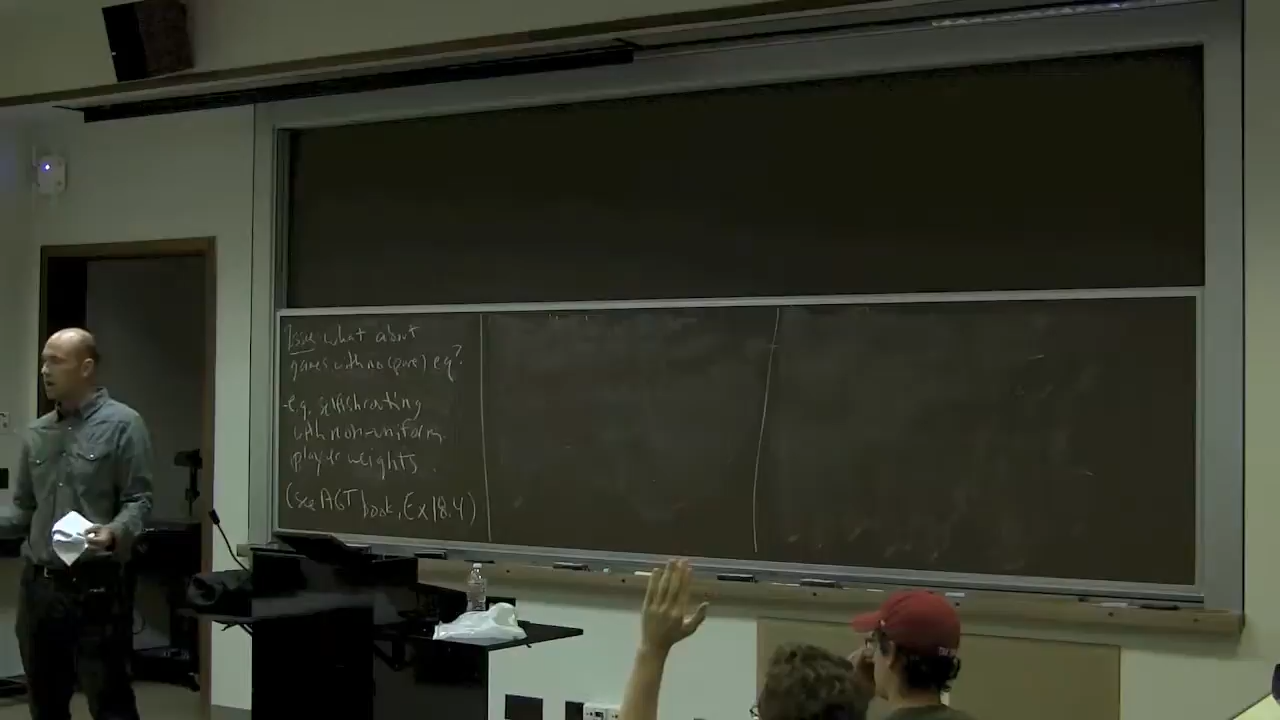 Issue: what about
games with no (pure) eq?
- e.g. selfish routing
with non-uniform
player weights.
(see AGT book, Ex 18.4)